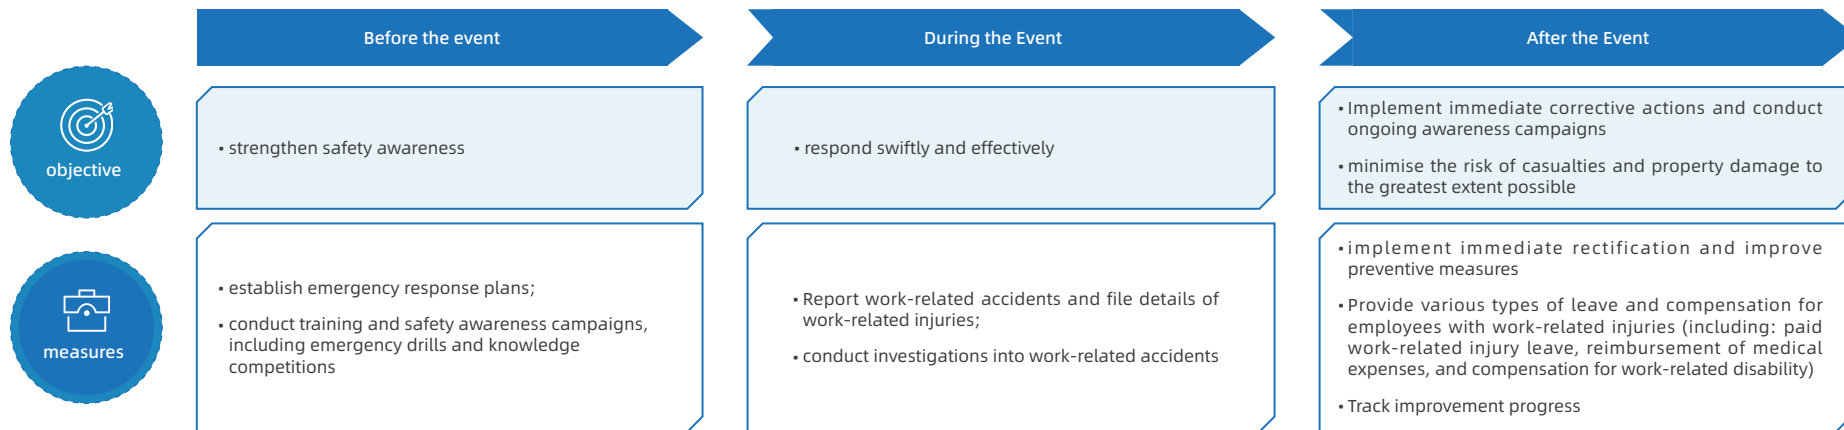 Before the event
During the Event
After the Event
objective
• strengthen safety awareness
• respond swiftly and effectively
• Implement immediate corrective actions and conduct
ongoing awareness campaigns
• minimise the risk of casualties and property damage to
the greatest extent possible
measures
• establish emergency response plans;
• conduct training and safety awareness campaigns,
including emergency drills and knowledge
competitions
• Report work-related accidents and file details of
work-related injuries;
• conduct investigations into work-related accidents
• implement immediate rectification and improve
preventive measures
• Provide various types of leave and compensation for
employees with work-related injuries (including: paid
work-related injury leave, reimbursement of medical
expenses, and compensation for work-related disability)
• Track improvement progress